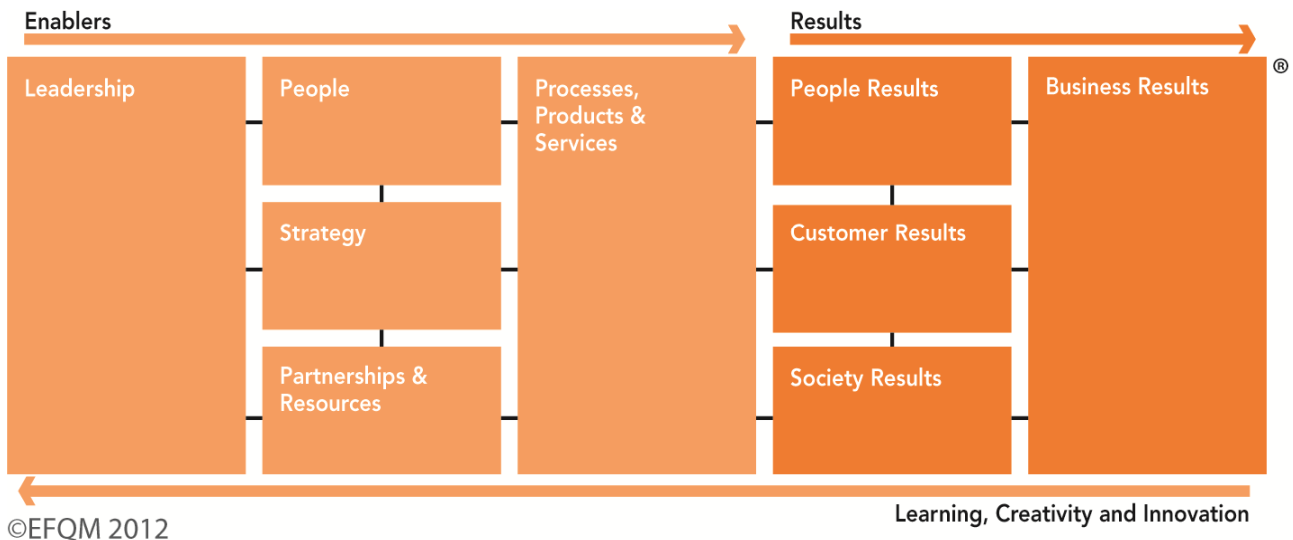 Enablers
Results
®
Leadership
People
Processes,
Products &
Services
People Results
Business Results
Strategy
Customer Results
Partnerships &
Resources
Society Results
Learning, Creativity and Innovation
©EFQM 2012